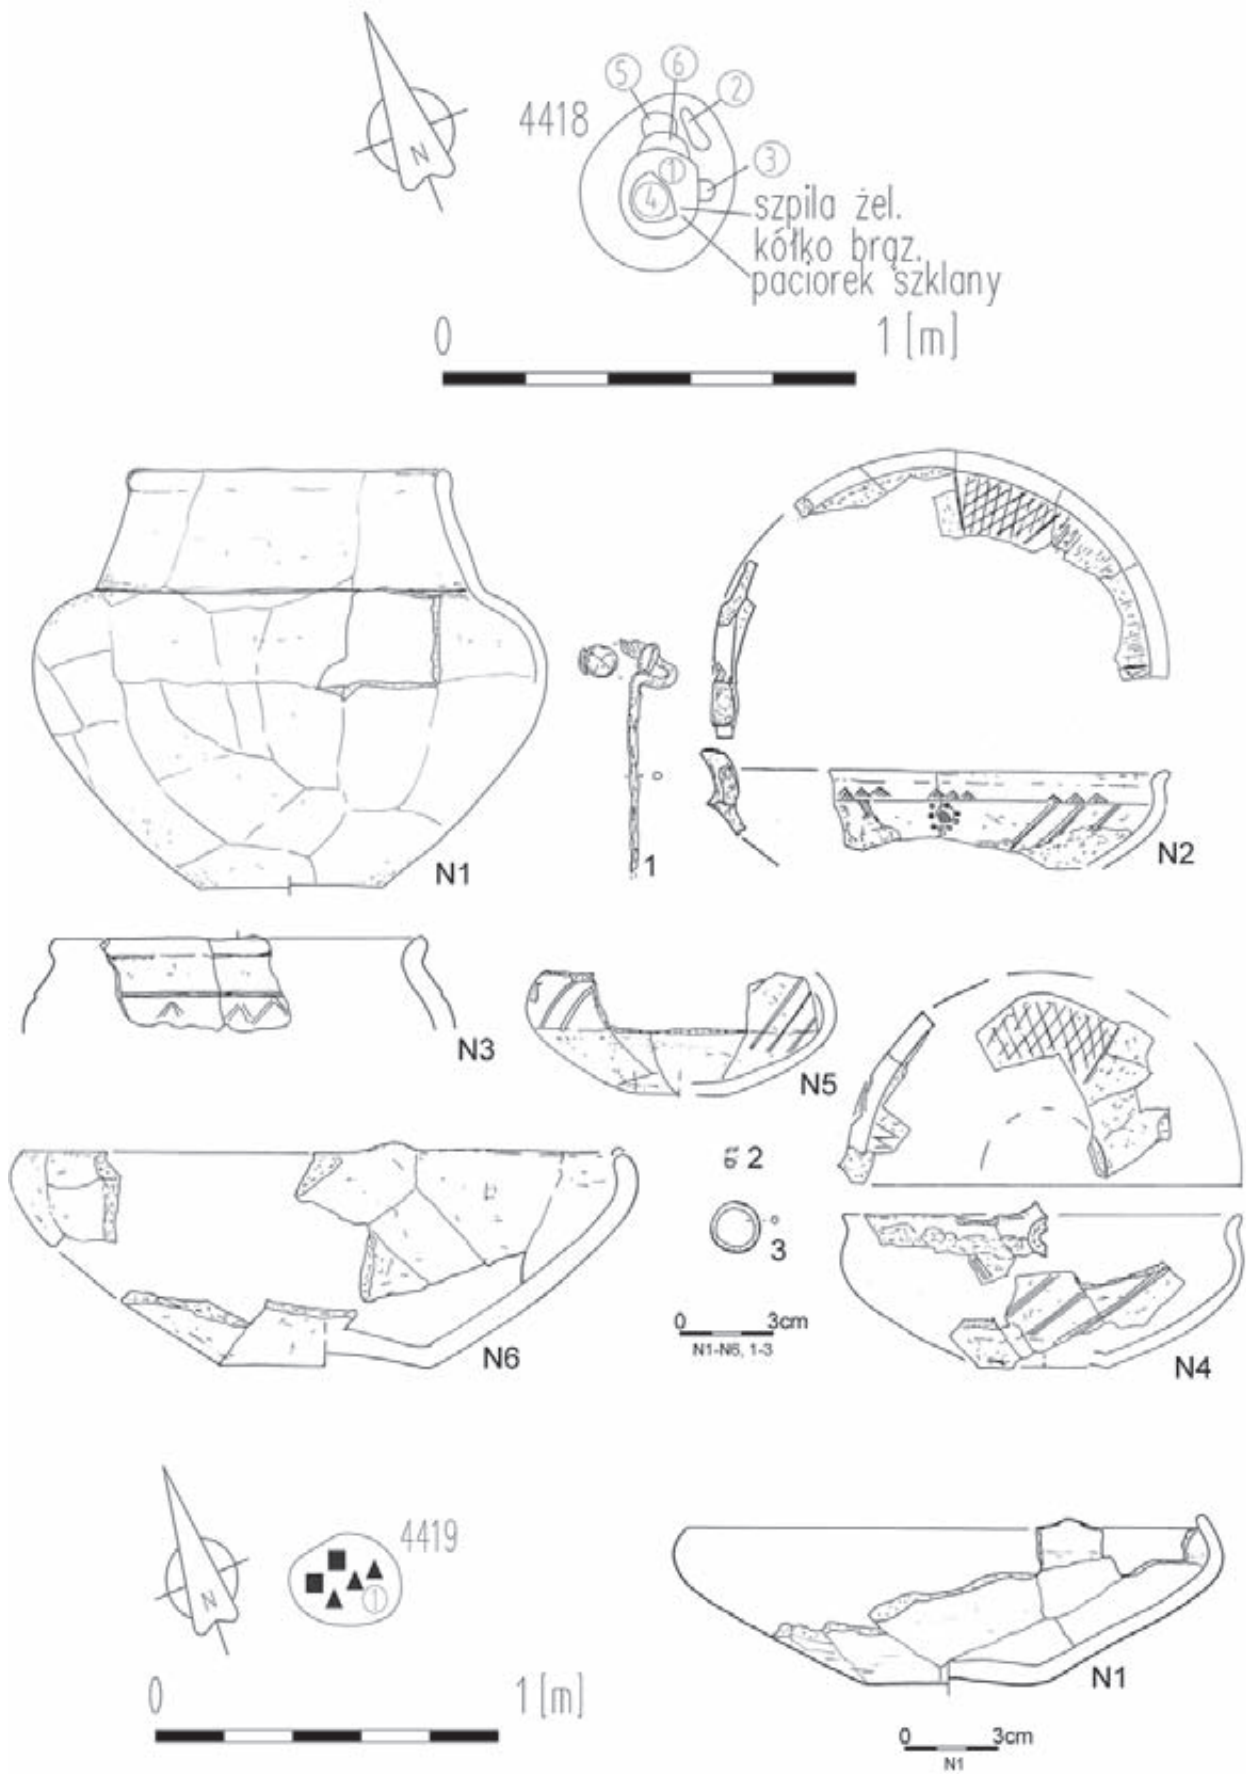 5
6
2
4418
3
1
4
N
szpila żel.
kółko brąz.
paciorek szklany
0 1 [m]
N1
1
N2
N3
N5
2
3
0 3cm
N1-N6, 1-3
N6
N4
4419
N
1
0 1 [m]
N1
0 3cm
N1